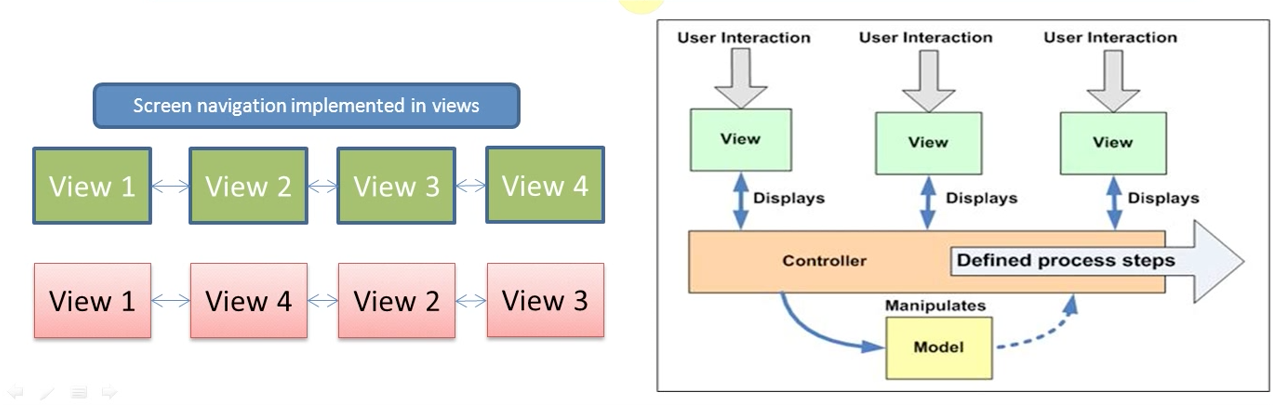 Screen navigation implemented in views
View 1
View 2
View 3
View 4
View 1
View 4
View 2
View 3
User Interaction
User Interaction
User Interaction
View
View
View
Displays
Displays
Displays
Controller
Defined process steps
Manipulates
Model